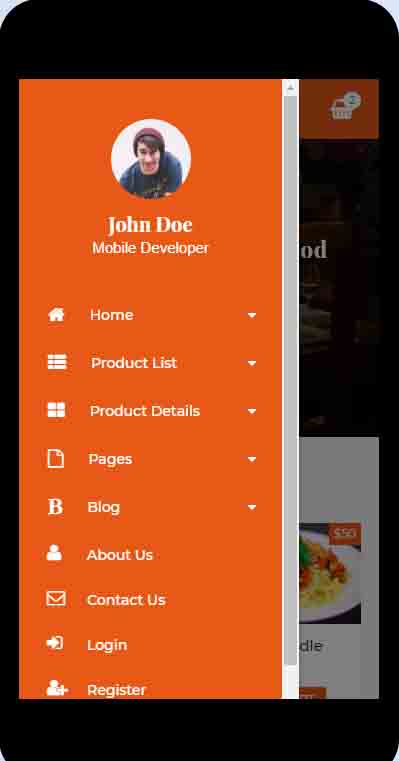 2
John Doe
Mobile Developer
ood
Home
Product List
Product Details
Pages
B Blog
$50
About Us
Contact Us
dle
Login
Register